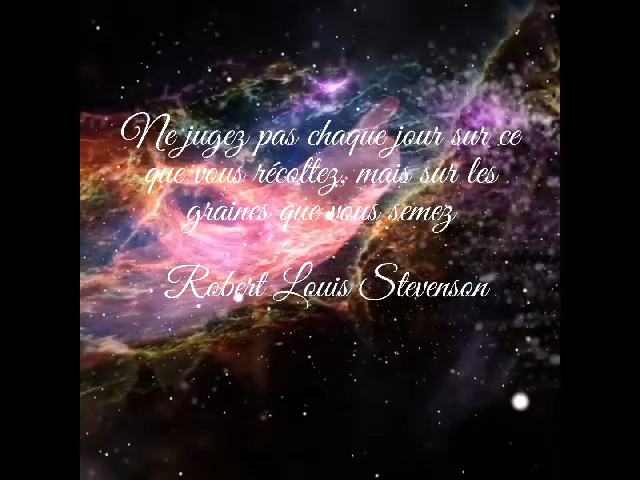 Ne jugez pas chaque jour sur ce
que vous récoltez, mais sur les
graines que vous semez
Robert Louis Stevenson